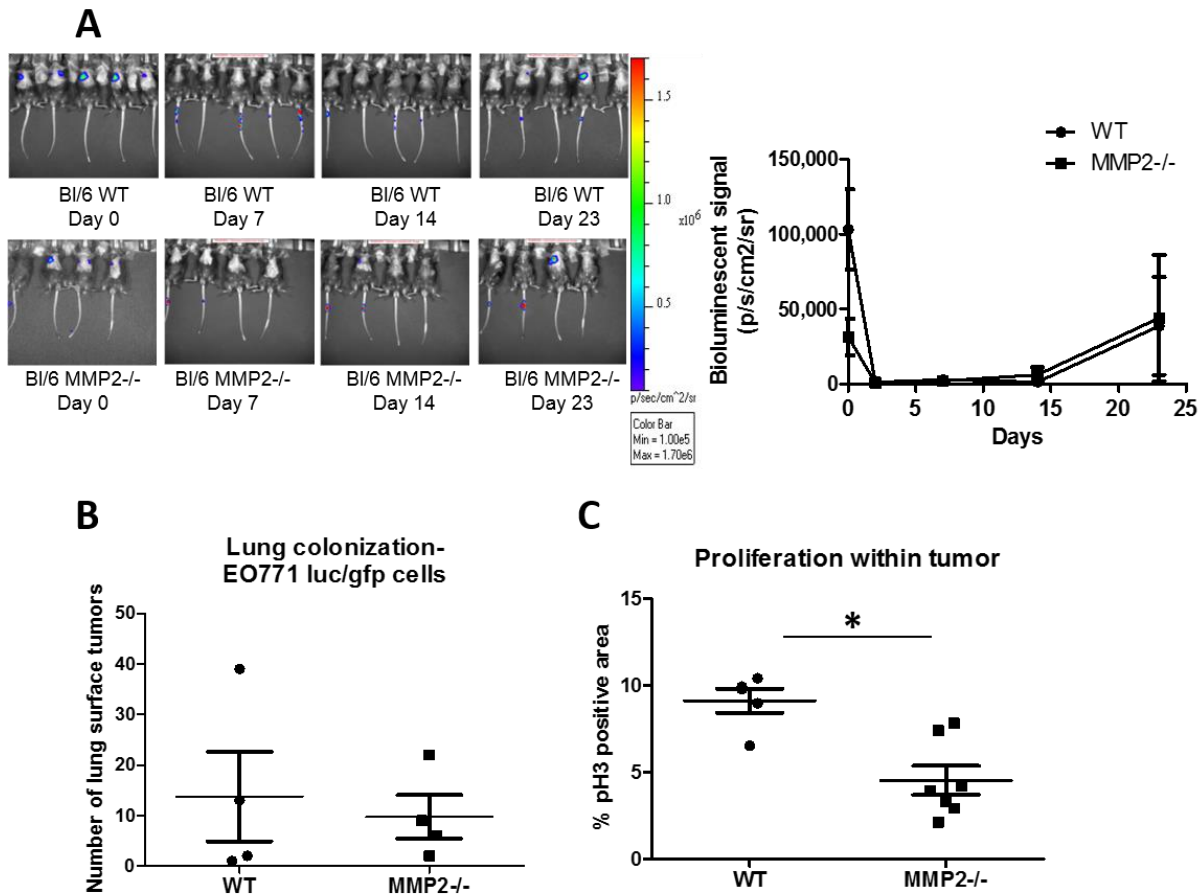 A
Bl/6 WT
Day 0
Bl/6 WT
Day 7
Bl/6 WT
Day 14
Bl/6 WT
Day 23
Bl/6 MMP2-/-
Day 0
Bl/6 MMP2-/-
Day 7
Bl/6 MMP2-/-
Day 14
Bl/6 MMP2-/-
Day 23
1.5
1.0
x10^6
0.5
p/sec/cm^2/sr
Color Bar
Min = 1.00e5
Max = 1.70e6
WT
MMP2-/-
Bioluminescent signal
(p/s/cm2/sr)
150,000
100,000
50,000
0
0 5 10 15 20 25
Days
B
Lung colonization-
EO771 luc/gfp cells
Number of lung surface tumors
50
40
30
20
10
0
WT MMP2-/-
C
Proliferation within tumor
% pH3 positive area
15
10
5
0
*
WT MMP2-/-